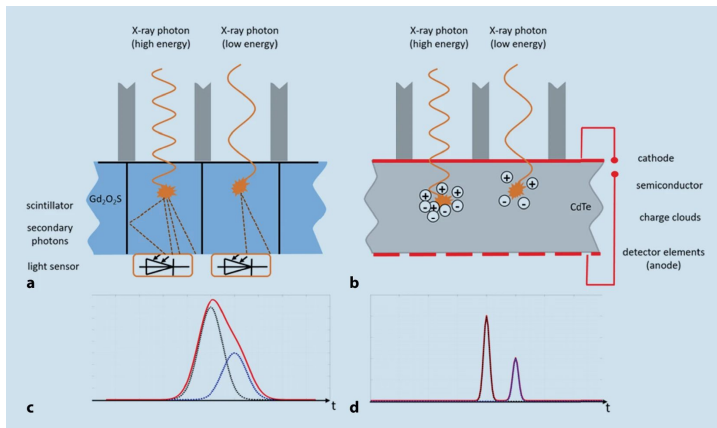 X-ray photon
(high energy)
X-ray photon
(low energy)
Gd2O2S
scintillator
secondary
photons
light sensor
a
X-ray photon
(high energy)
X-ray photon
(low energy)
cathode
semiconductor
CdTe
charge clouds
detector elements
(anode)
b
c
t
d
t